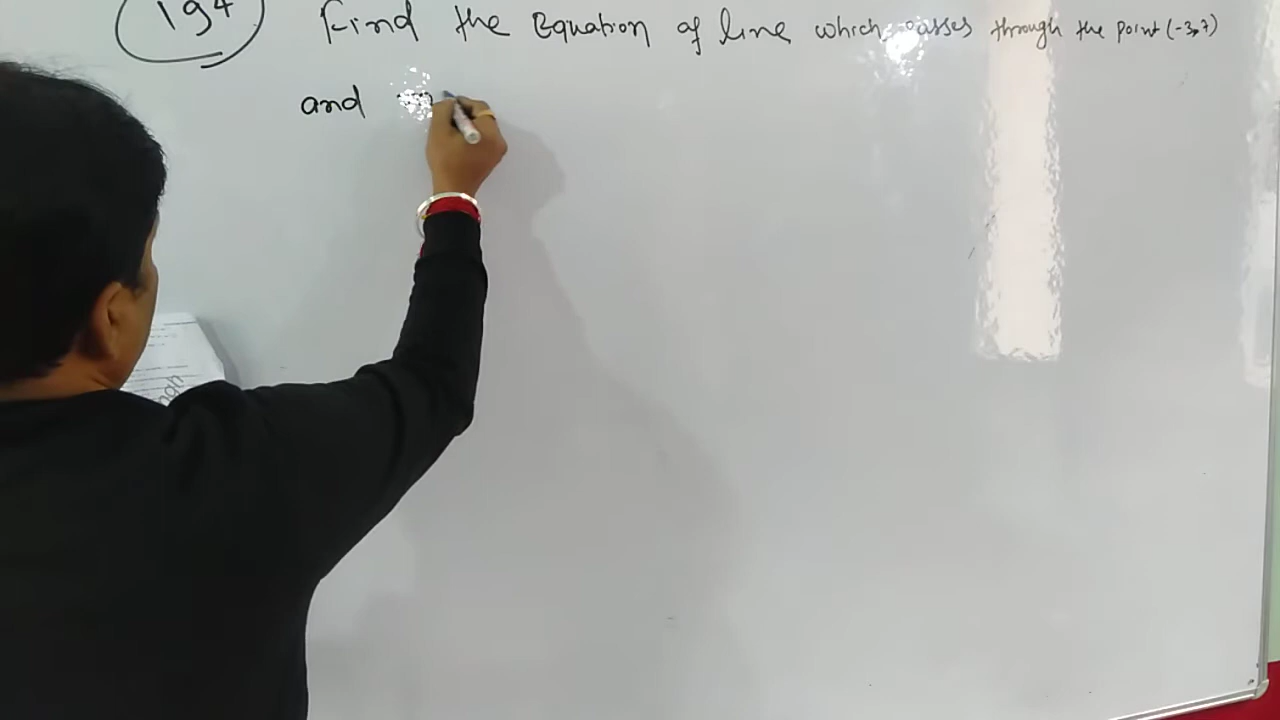 194 Find the Equation of line which passes through the point (-3,7)
and